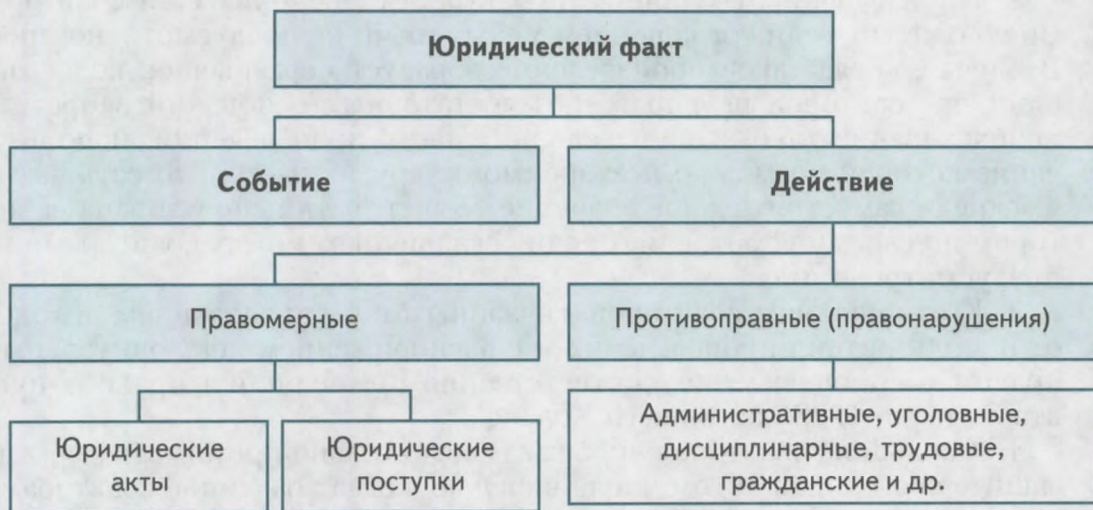 Юридический факт
Событие
Действие
Правомерные
Противоправные (правонарушения)
Юридические
акты
Юридические
поступки
Административные, уголовные,
дисциплинарные, трудовые,
гражданские и др.